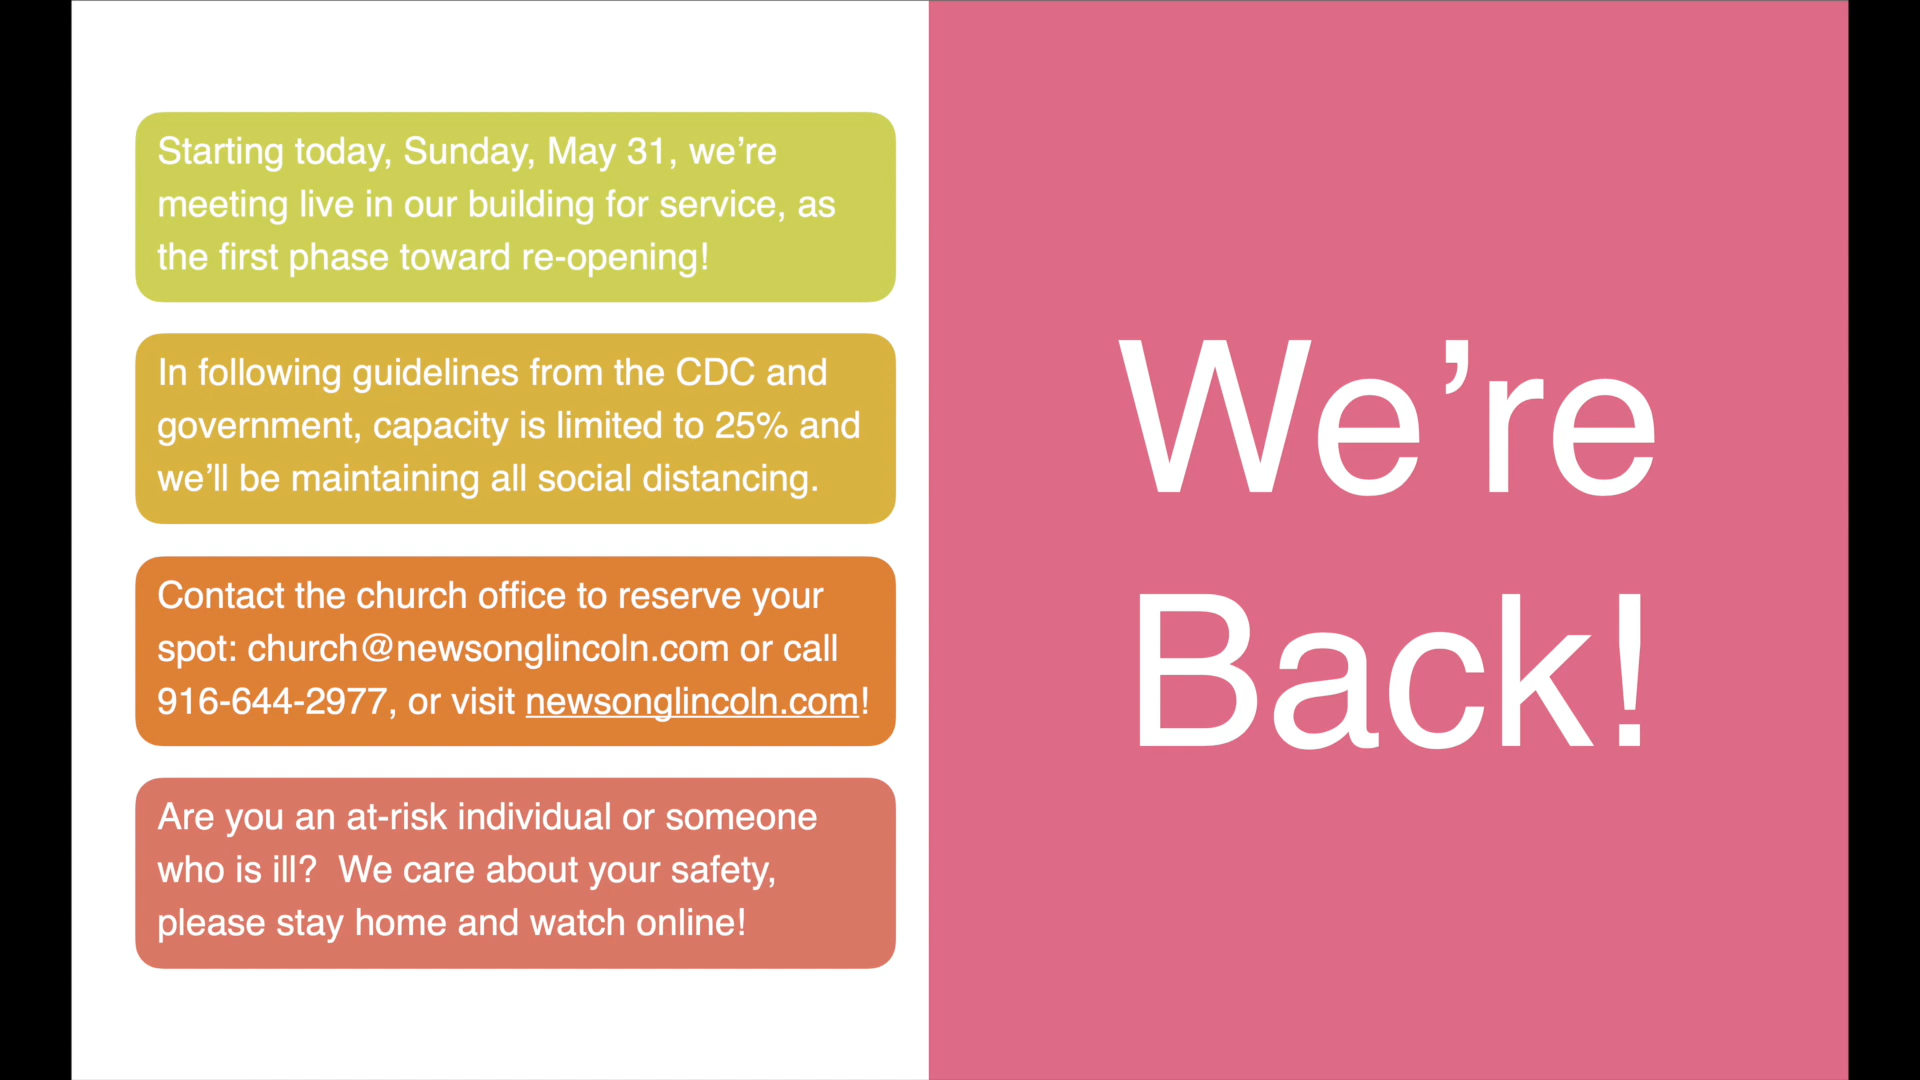 Starting today, Sunday, May 31, we’re
meeting live in our building for service, as
the first phase toward re-opening!
In following guidelines from the CDC and
government, capacity is limited to 25% and
we’ll be maintaining all social distancing.
Contact the church office to reserve your
spot: church@newsonglincoln.com or call
916-644-2977, or visit newsonglincoln.com!
Are you an at-risk individual or someone
who is ill?  We care about your safety,
please stay home and watch online!
We’re
Back!